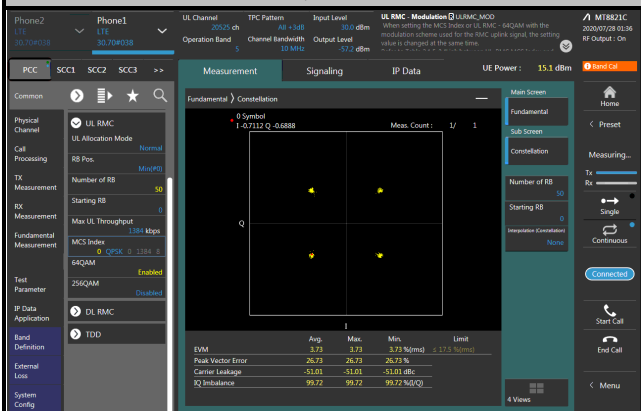 Phone2
LTE
30.70#038
Phone1
LTE
30.70#038
UL Channel
20525 ch
Operation Band
5
TPC Pattern
All +3dB
Channel Bandwidth
10 MHz
Input Level
30.0 dBm
Output Level
-57.2 dBm
UL RMC - Modulation ULRMC_MOD
When setting the MCS Index or UL RMC - 64QAM with the
modulation scheme used for the RMC uplink signal, the setting
value is changed at the same time.
MT8821C
2020/07/28 01:36
RF Output : On
PCC
SCC1
SCC2
SCC3
>>
Measurement
Signaling
IP Data
UE Power : 15.1 dBm
Band Cal
Common
Physical
Channel
Call
Processing
TX
Measurement
RX
Measurement
Fundamental
Measurement
Test
Parameter
IP Data
Application
Band
Definition
External
Loss
System
Config
UL RMC
UL Allocation Mode
Normal
RB Pos.
Min(#0)
Number of RB
50
Starting RB
0
Max UL Throughput
1384 kbps
MCS Index
0 QPSK 0 1384 8
64QAM
Enabled
256QAM
Disabled
DL RMC
TDD
Fundamental
Constellation
0 Symbol
I -0.7112 Q -0.6888
Meas. Count : 1/ 1
Q
I
Avg. Max. Min. Limit
EVM 3.73 3.73 3.73 %(rms) ≤ 17.5 %(rms)
Peak Vector Error 26.73 26.73 26.73 %
Carrier Leakage -51.01 -51.01 -51.01 dBc
IQ Imbalance 99.72 99.72 99.72 %(I/Q)
Main Screen
Fundamental
Sub Screen
Constellation
Number of RB
50
Starting RB
0
Interpolation (Constellation)
None
4 Views
Home
Preset
Measuring...
Tx
Rx
Single
Continuous
Connected
Start Call
End Call
Menu